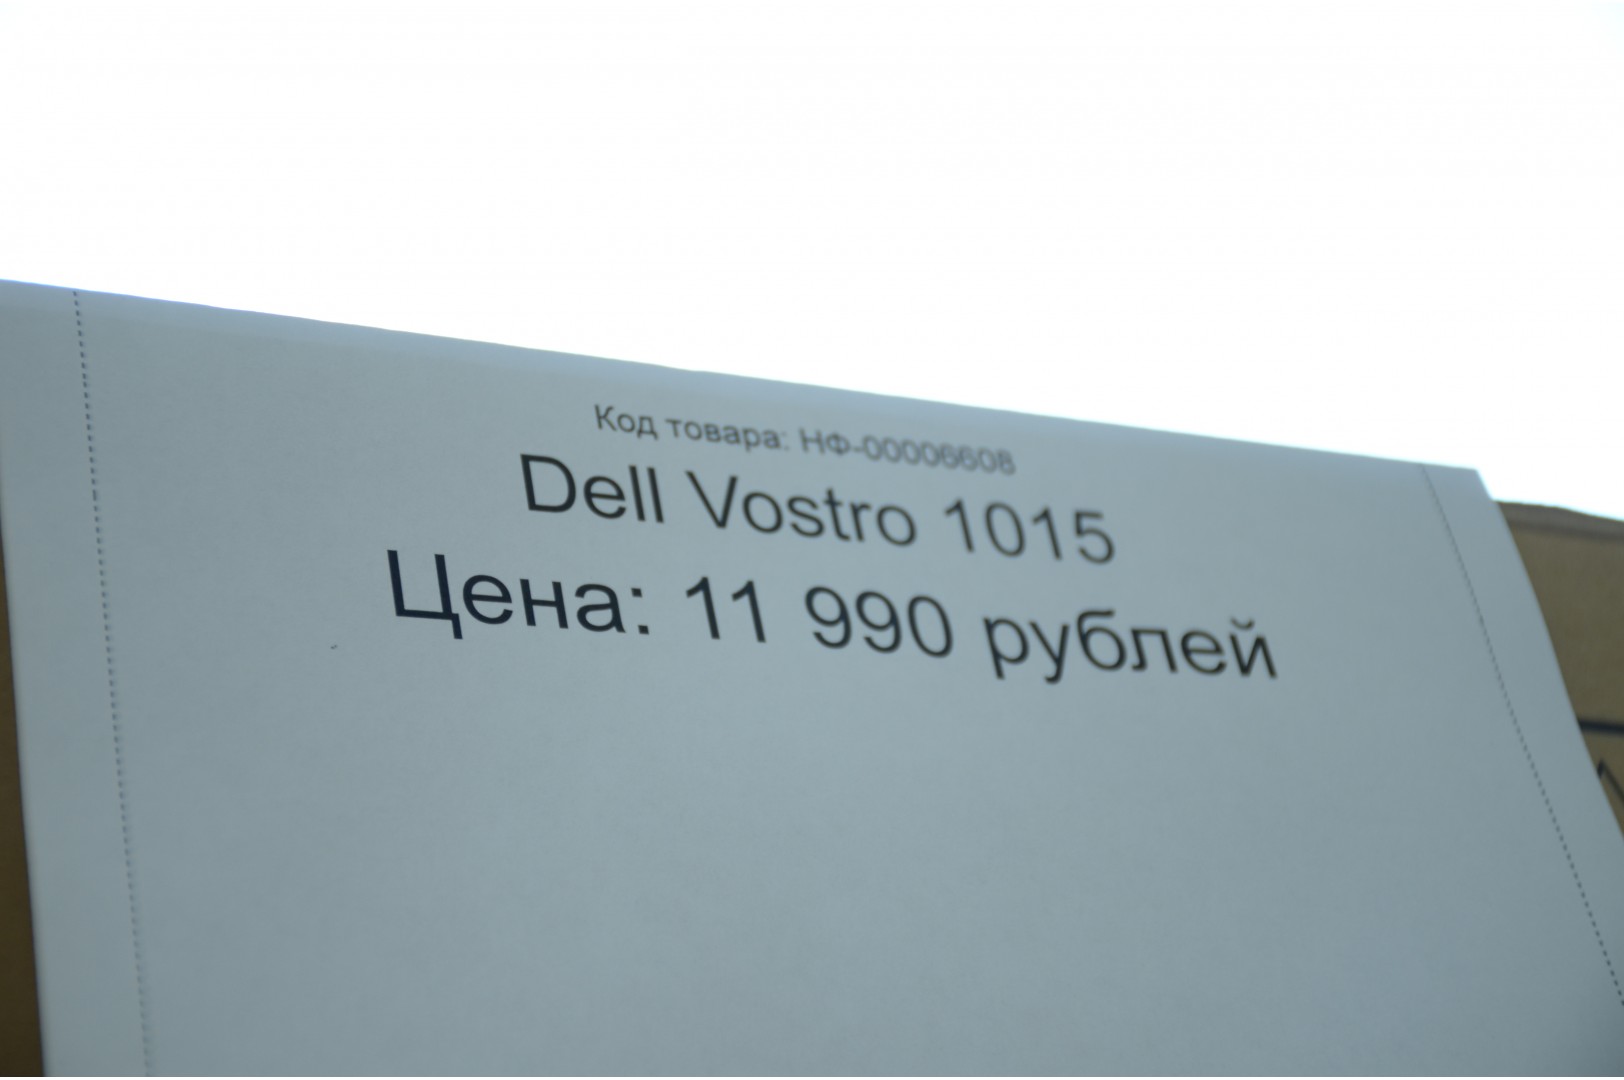 Код товара: НФ-00006608
Dell Vostro 1015
Цена: 11 990 рублей